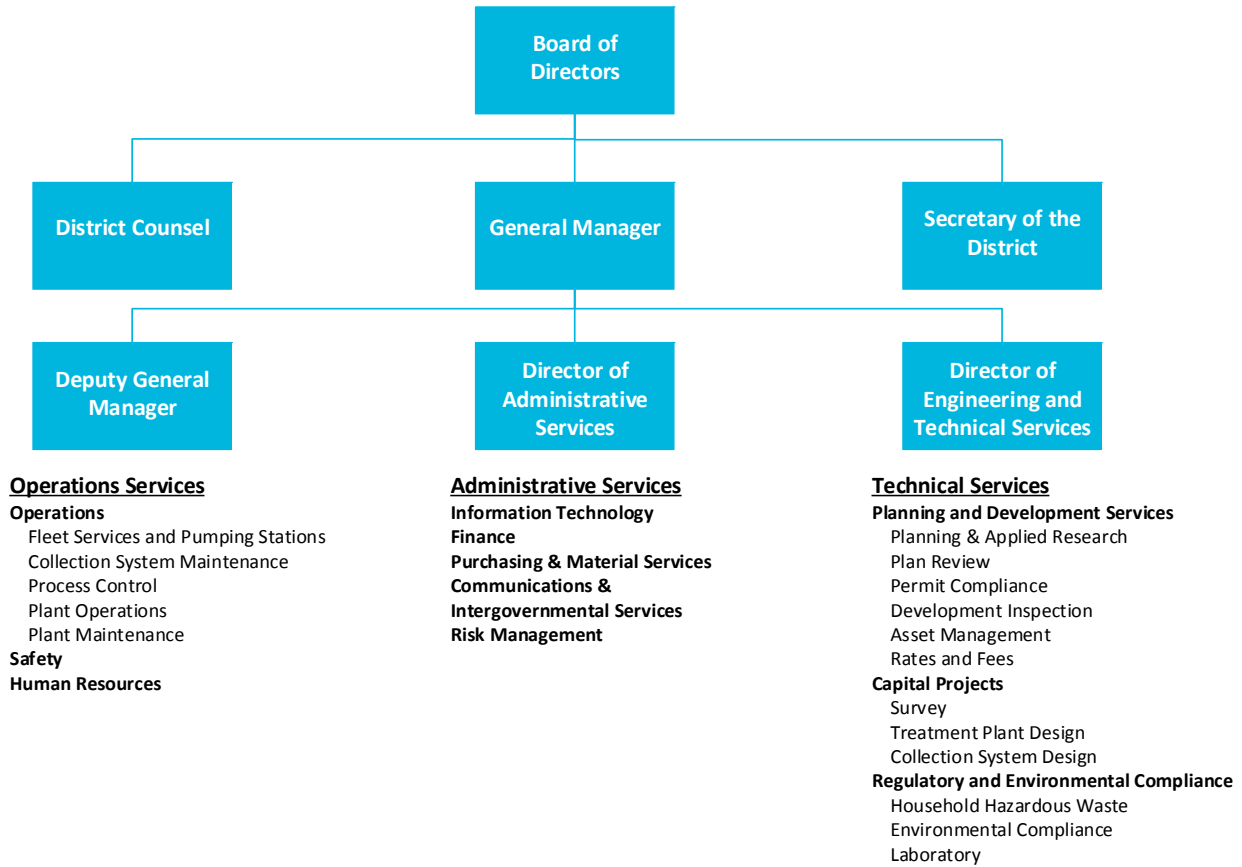 Board of
Directors
District Counsel
General Manager
Secretary of the
District
Deputy General
Manager
Director of
Administrative
Services
Director of
Engineering and
Technical Services
Operations Services
Operations
Fleet Services and Pumping Stations
Collection System Maintenance
Process Control
Plant Operations
Plant Maintenance
Safety
Human Resources
Administrative Services
Information Technology
Finance
Purchasing & Material Services
Communications &
Intergovernmental Services
Risk Management
Technical Services
Planning and Development Services
Planning & Applied Research
Plan Review
Permit Compliance
Development Inspection
Asset Management
Rates and Fees
Capital Projects
Survey
Treatment Plant Design
Collection System Design
Regulatory and Environmental Compliance
Household Hazardous Waste
Environmental Compliance
Laboratory